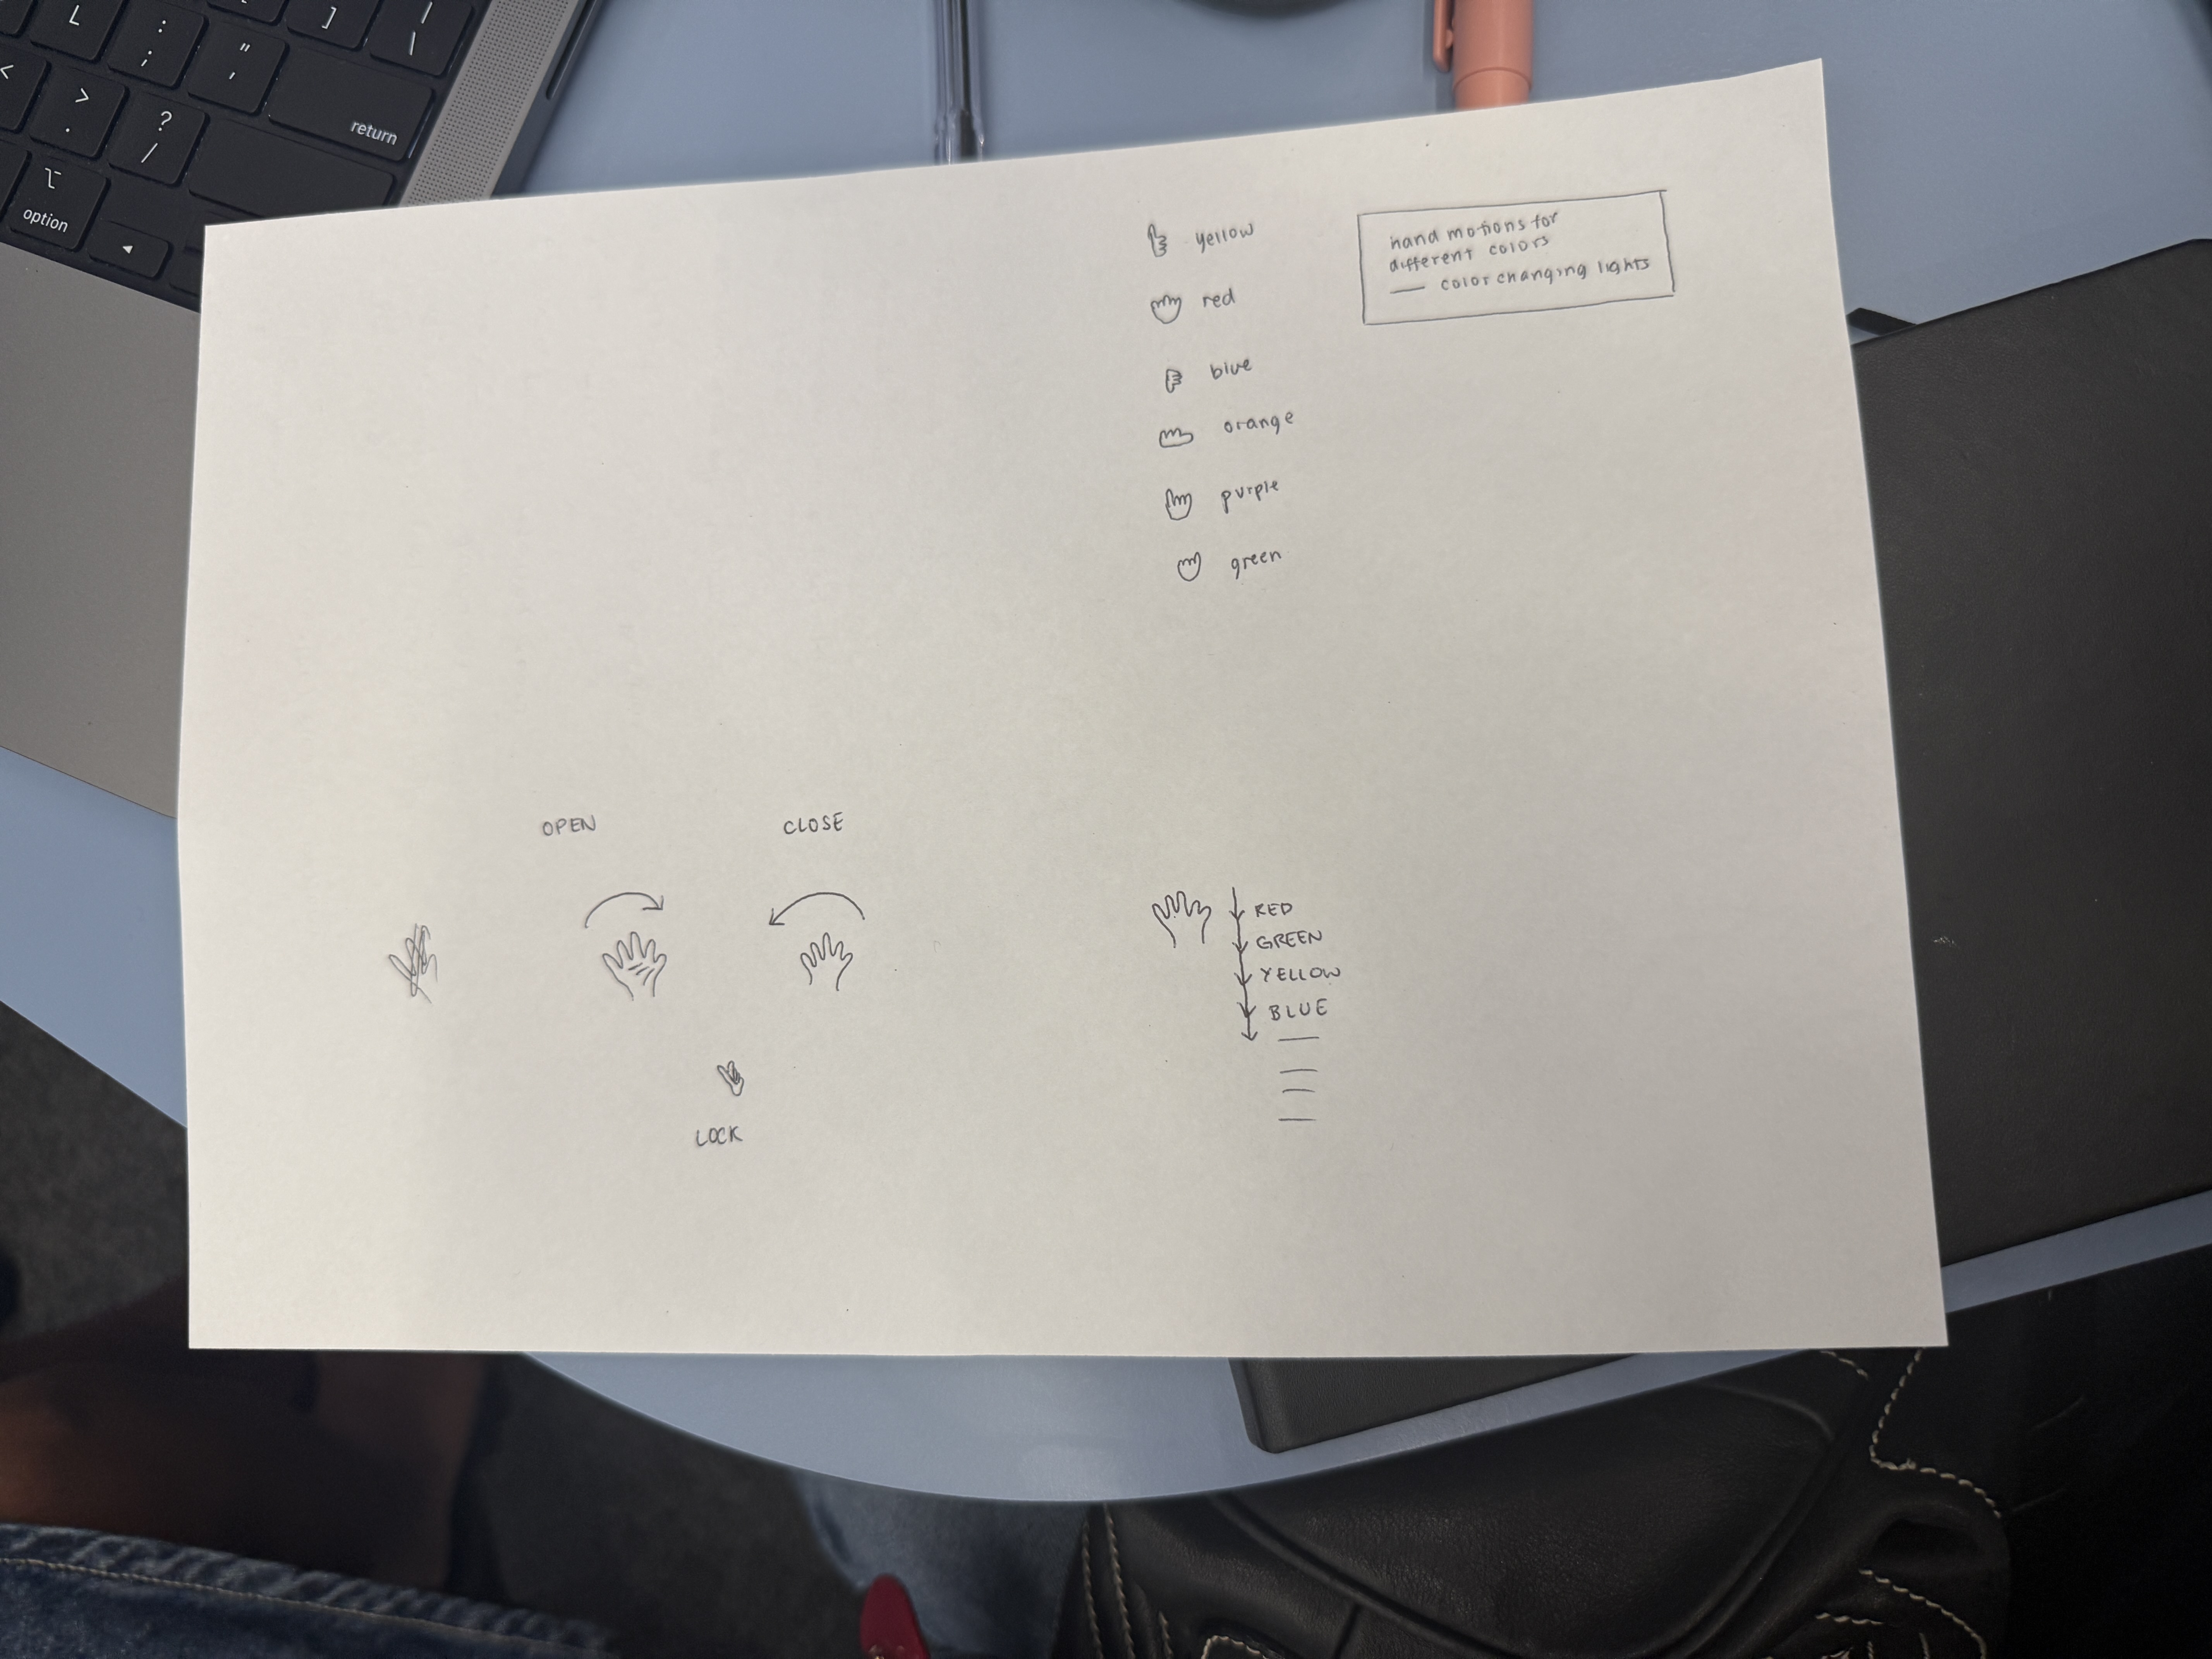 L
: ;
" '
]
| \
<
> .
? /
return
option
yellow
red
blue
orange
purple
green
hand motions for
different colors
— color changing lights
OPEN
CLOSE
LOCK
RED
GREEN
YELLOW
BLUE